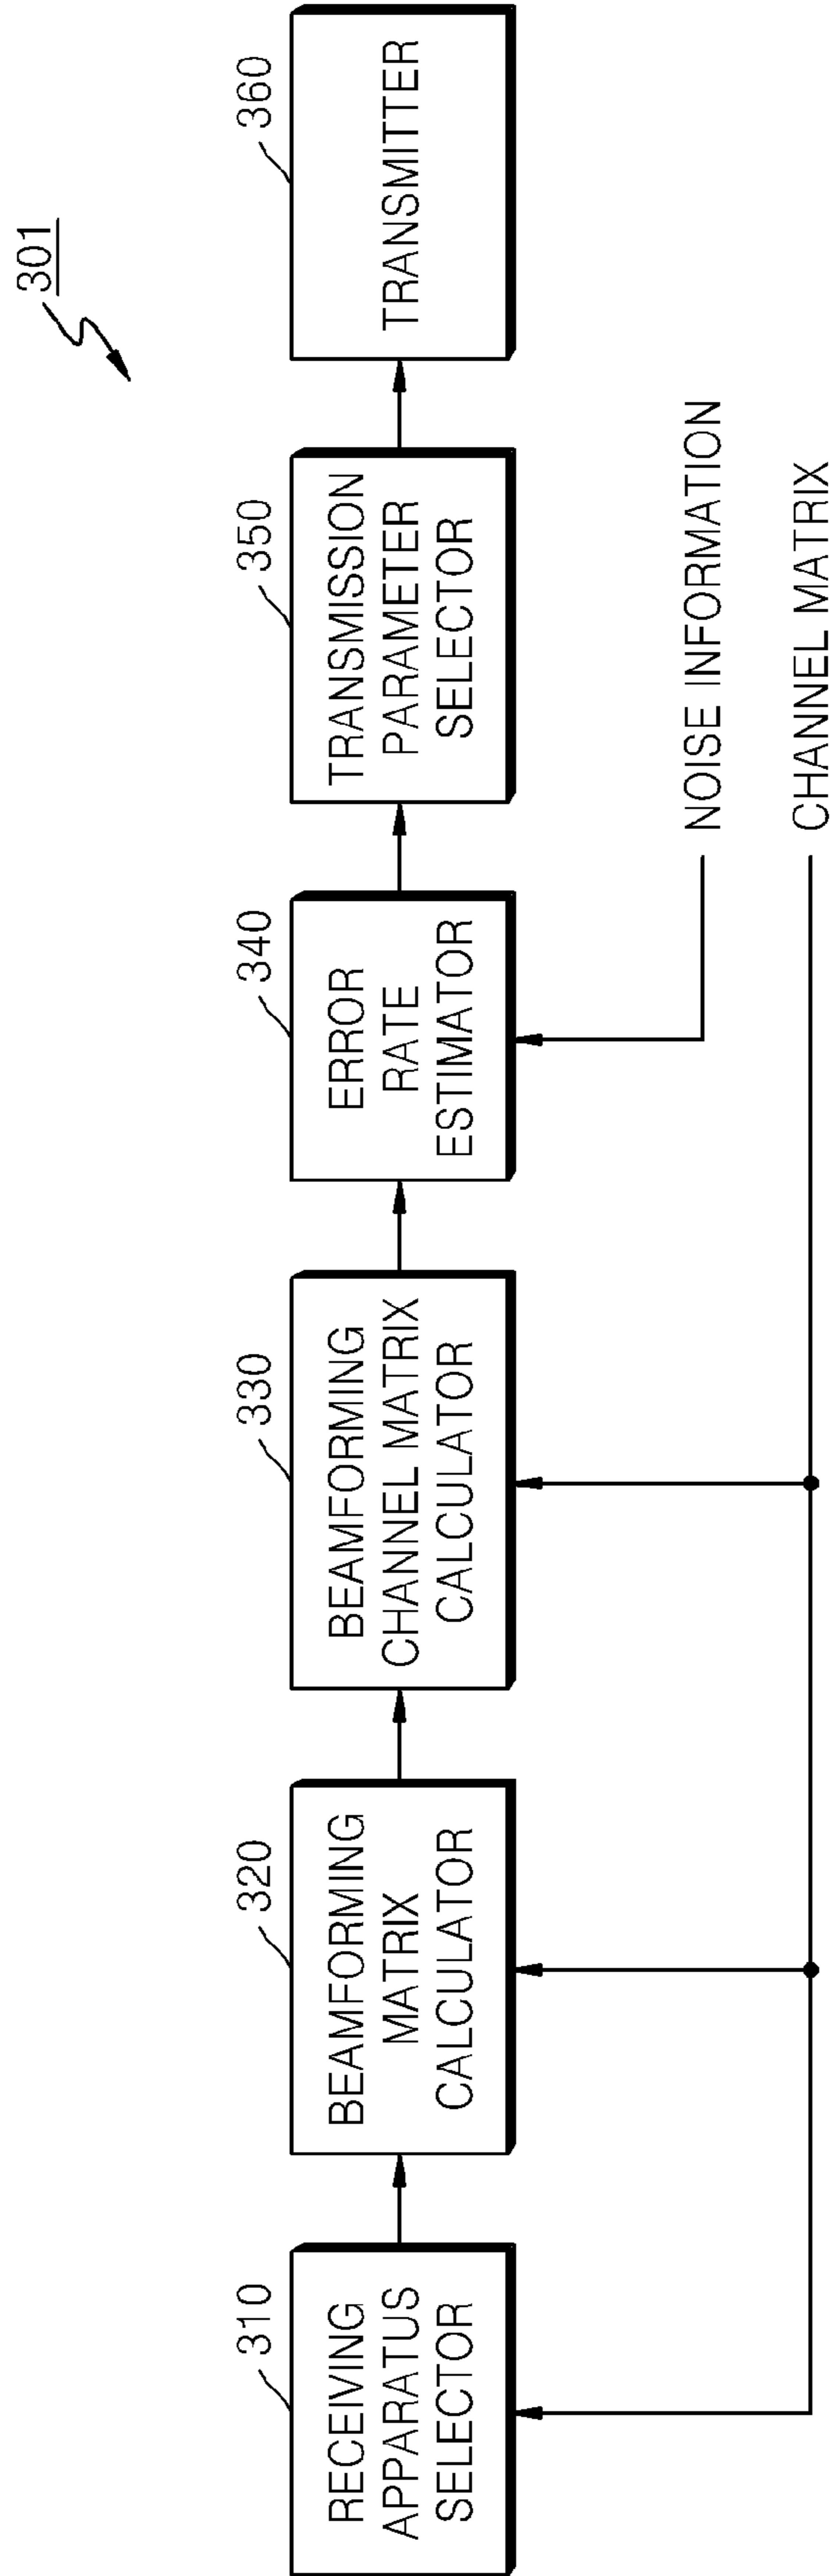 301
310
RECEIVING
APPARATUS
SELECTOR
320
BEAMFORMING
MATRIX
CALCULATOR
330
BEAMFORMING
CHANNEL MATRIX
CALCULATOR
340
ERROR
RATE
ESTIMATOR
350
TRANSMISSION
PARAMETER
SELECTOR
360
TRANSMITTER
NOISE INFORMATION
CHANNEL MATRIX